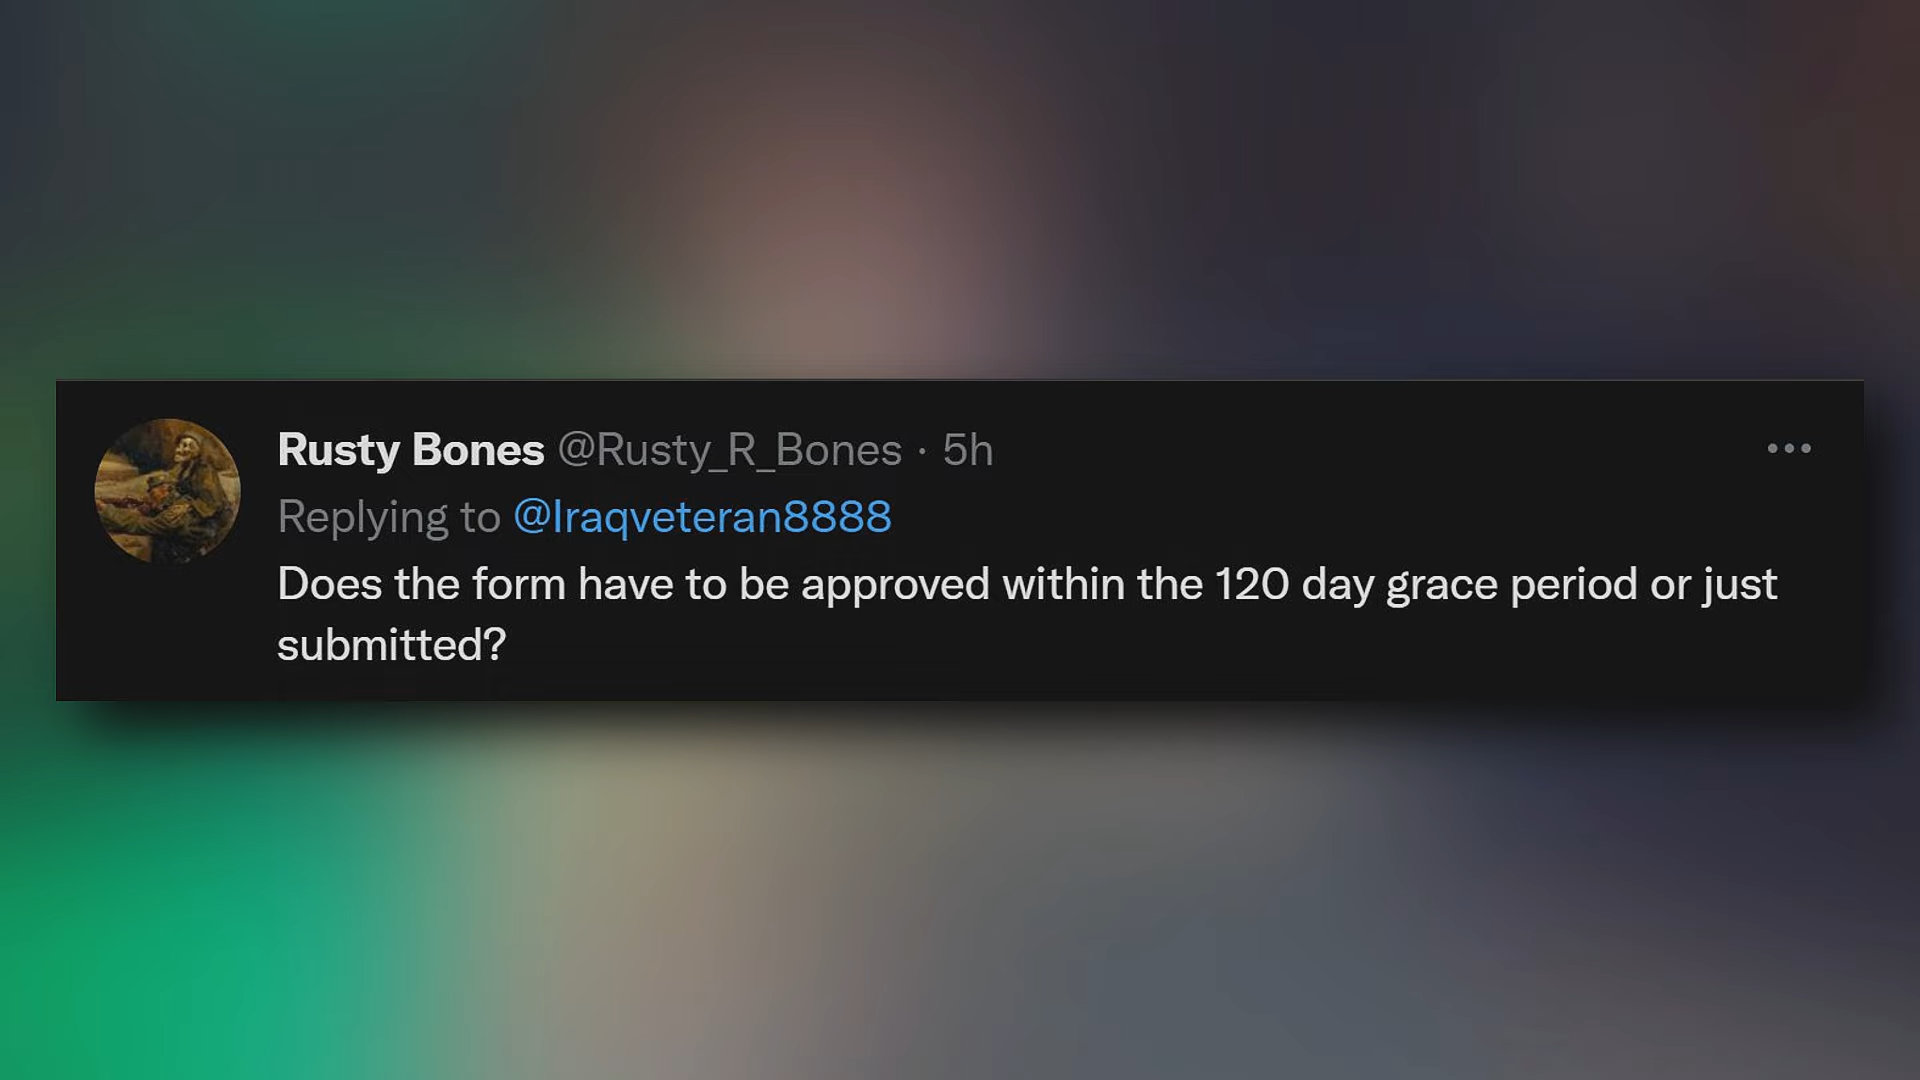 Rusty Bones @Rusty_R_Bones · 5h
Replying to @Iraqveteran8888
Does the form have to be approved within the 120 day grace period or just
submitted?